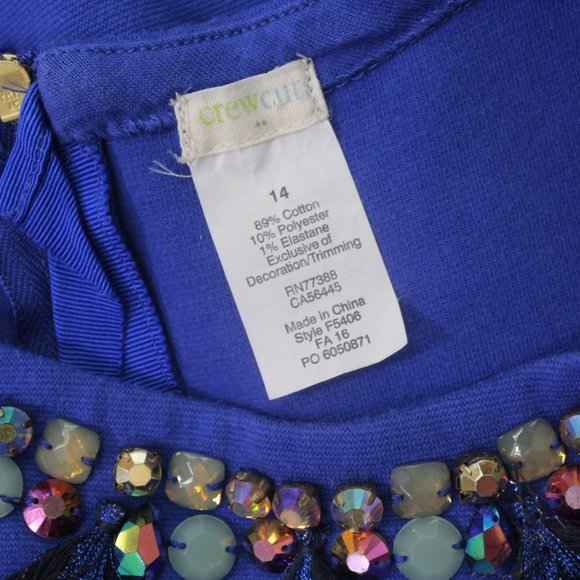 crewcuts
14
89% Cotton
10% Polyester
1% Elastane
Exclusive of
Decoration/Trimming
RN77388
CA56445
Made in China
Style F5406
FA 16
PO 6050871